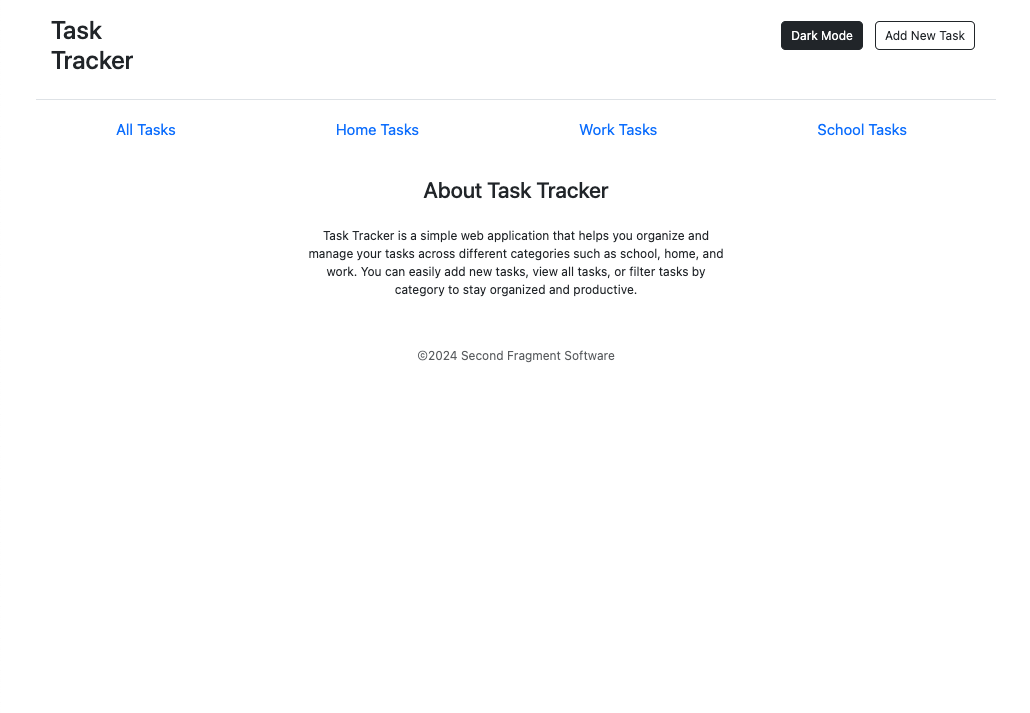 Task
Tracker
Dark Mode
Add New Task
All Tasks
Home Tasks
Work Tasks
School Tasks
About Task Tracker
Task Tracker is a simple web application that helps you organize and
manage your tasks across different categories such as school, home, and
work. You can easily add new tasks, view all tasks, or filter tasks by
category to stay organized and productive.
©2024 Second Fragment Software